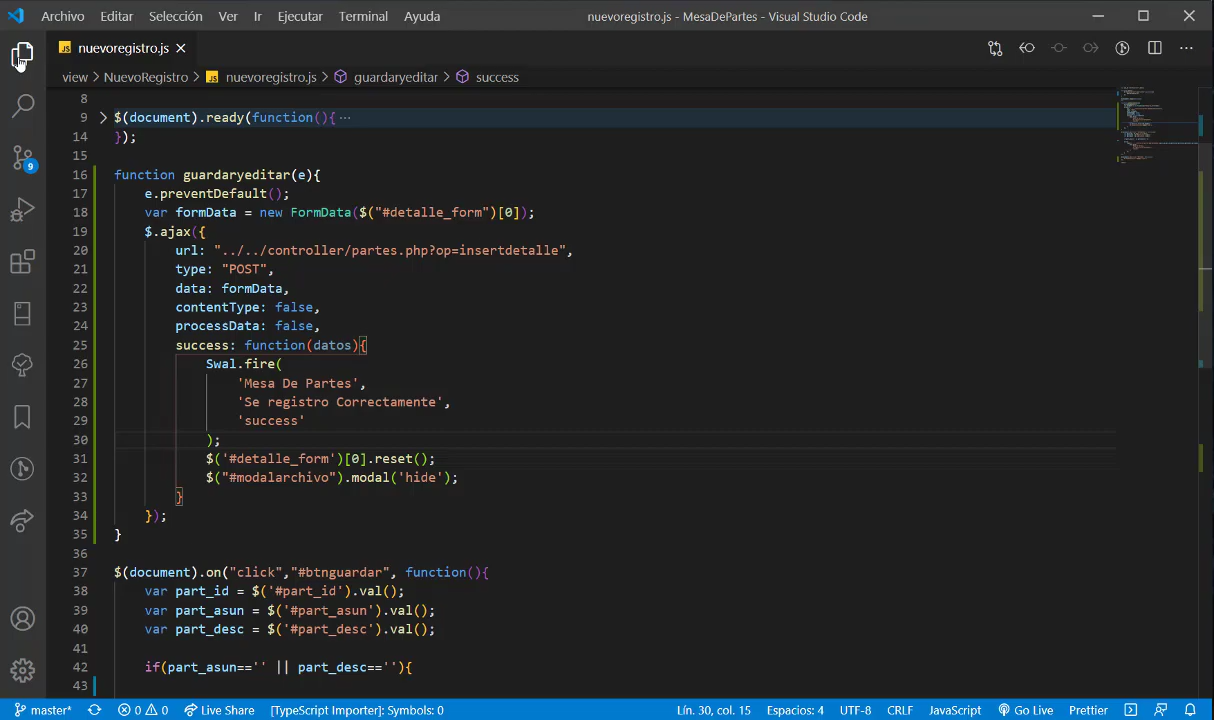 Archivo Editar Selección Ver Ir Ejecutar Terminal Ayuda nuevoregistro.js - MesaDePartes - Visual Studio Code
JS nuevoregistro.js
view > NuevoRegistro > JS nuevoregistro.js > guardaryeditar > success
8
9 $(document).ready(function(){ ···
14 });
15
16 function guardaryeditar(e){
17 e.preventDefault();
18 var formData = new FormData($("#detalle_form")[0]);
19 $.ajax({
20 url: "../../controller/partes.php?op=insertdetalle",
21 type: "POST",
22 data: formData,
23 contentType: false,
24 processData: false,
25 success: function(datos){
26 Swal.fire(
27 'Mesa De Partes',
28 'Se registro Correctamente',
29 'success'
30 );
31 $('#detalle_form')[0].reset();
32 $("#modalarchivo").modal('hide');
33 }
34 });
35 }
36
37 $(document).on("click","#btnguardar", function(){
38 var part_id = $('#part_id').val();
39 var part_asun = $('#part_asun').val();
40 var part_desc = $('#part_desc').val();
41
42 if(part_asun=='' || part_desc==''){
43
9
master* 0 0 Live Share [TypeScript Importer]: Symbols: 0 Lín. 30, col. 15 Espacios: 4 UTF-8 CRLF JavaScript Go Live Prettier